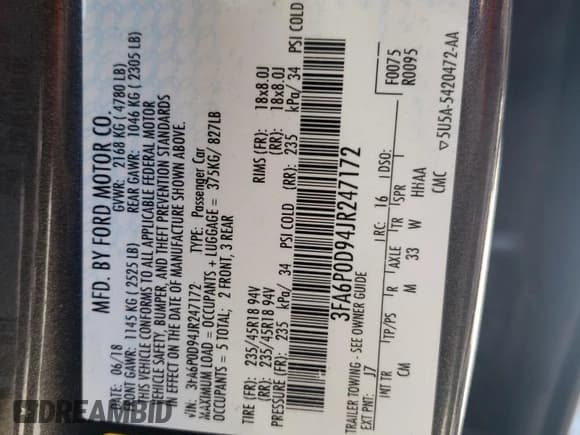 MFD. BY FORD MOTOR CO.
DATE: 06/18 GVWR: 2168 KG ( 4780 LB)
FRONT GAWR: 1145 KG ( 2525 LB) REAR GAWR: 1046 KG ( 2305 LB)
THIS VEHICLE CONFORMS TO ALL APPLICABLE FEDERAL MOTOR
VEHICLE SAFETY, BUMPER, AND THEFT PREVENTION STANDARDS
IN EFFECT ON THE DATE OF MANUFACTURE SHOWN ABOVE.
VIN: 3FA6P0D94JR247172 TYPE: Passenger Car
MAXIMUM LOAD = OCCUPANTS + LUGGAGE = 375KG/ 827LB
OCCUPANTS = 5 TOTAL; 2 FRONT, 3 REAR
TIRE (FR): 235/45R18 94V RIMS (FR): 18x8.0J
(RR): 235/45R18 94V (RR): 18x8.0J
PRESSURE (FR): 235 kPa/ 34 PSI COLD (RR): 235 kPa/ 34 PSI COLD
3FA6P0D94JR247172
TRAILER TOWING - SEE OWNER GUIDE F0075
EXT PNT: J7 RC: 16 DSO: R0095
INT TR TP/PS R AXLE TR SPR
CM M 33 W 1 HHAA
CMC ▽5U5A-5420472-AA
DREAMBID